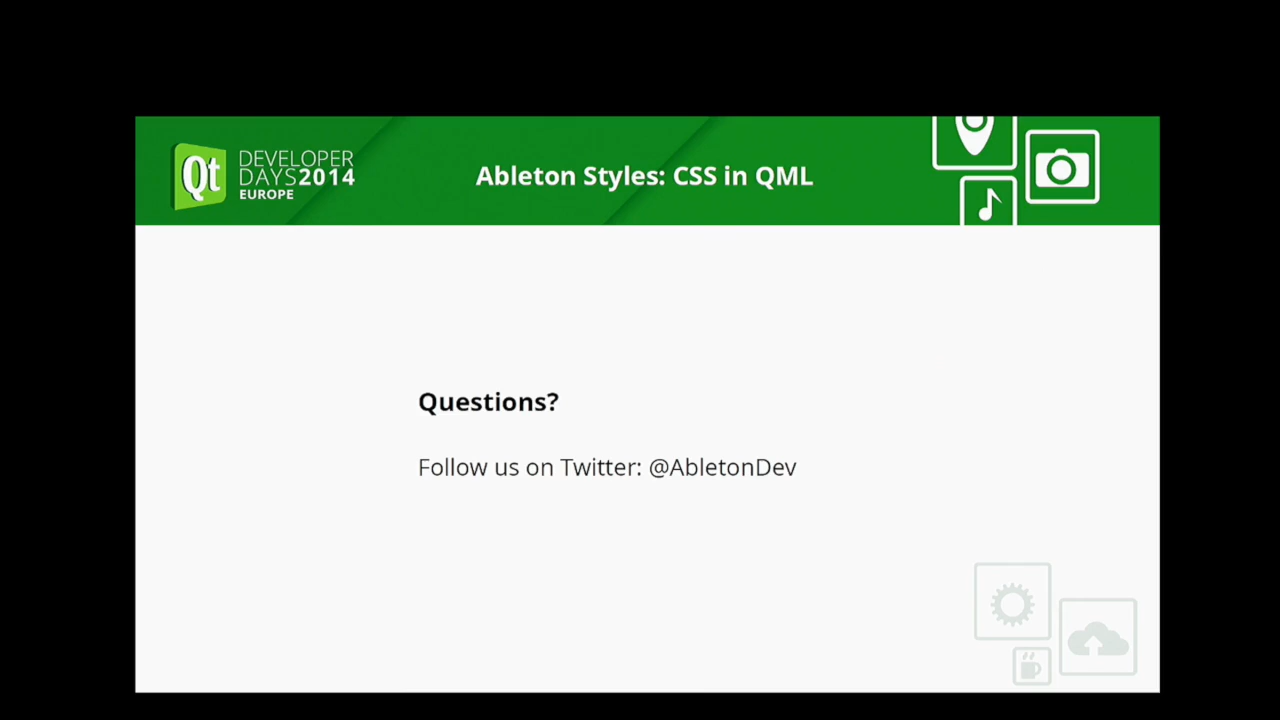 Qt
DEVELOPER
DAYS2014
EUROPE
Ableton Styles: CSS in QML
Questions?
Follow us on Twitter: @AbletonDev